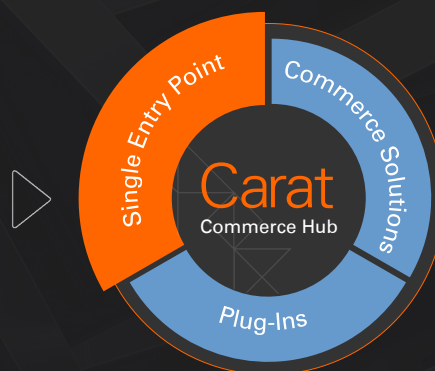 Single Entry Point
Commerce Solutions
Carat
Commerce Hub
Plug-Ins